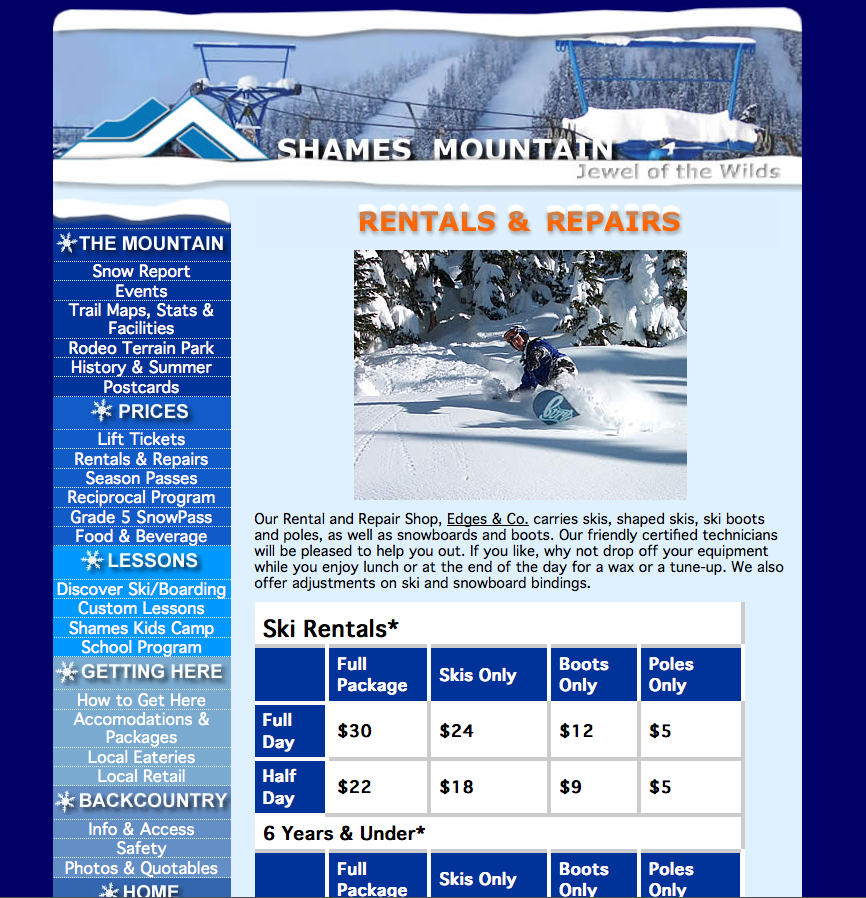 SHAMES MOUNTAIN
Jewel of the Wilds
THE MOUNTAIN
Snow Report
Events
Trail Maps, Stats &
Facilities
Rodeo Terrain Park
History & Summer
Postcards
PRICES
Lift Tickets
Rentals & Repairs
Season Passes
Reciprocal Program
Grade 5 SnowPass
Food & Beverage
LESSONS
Discover Ski/Boarding
Custom Lessons
Shames Kids Camp
School Program
GETTING HERE
How to Get Here
Accomodations &
Packages
Local Eateries
Local Retail
BACKCOUNTRY
Info & Access
Safety
Photos & Quotables
HOME
RENTALS & REPAIRS
Our Rental and Repair Shop, Edges & Co. carries skis, shaped skis, ski boots
and poles, as well as snowboards and boots. Our friendly certified technicians
will be pleased to help you out. If you like, why not drop off your equipment
while you enjoy lunch or at the end of the day for a wax or a tune-up. We also
offer adjustments on ski and snowboard bindings.
Ski Rentals*
Full Package Skis Only Boots Only Poles Only
Full Day $30 $24 $12 $5
Half Day $22 $18 $9 $5
6 Years & Under*
Full Package Skis Only Boots Only Poles Only